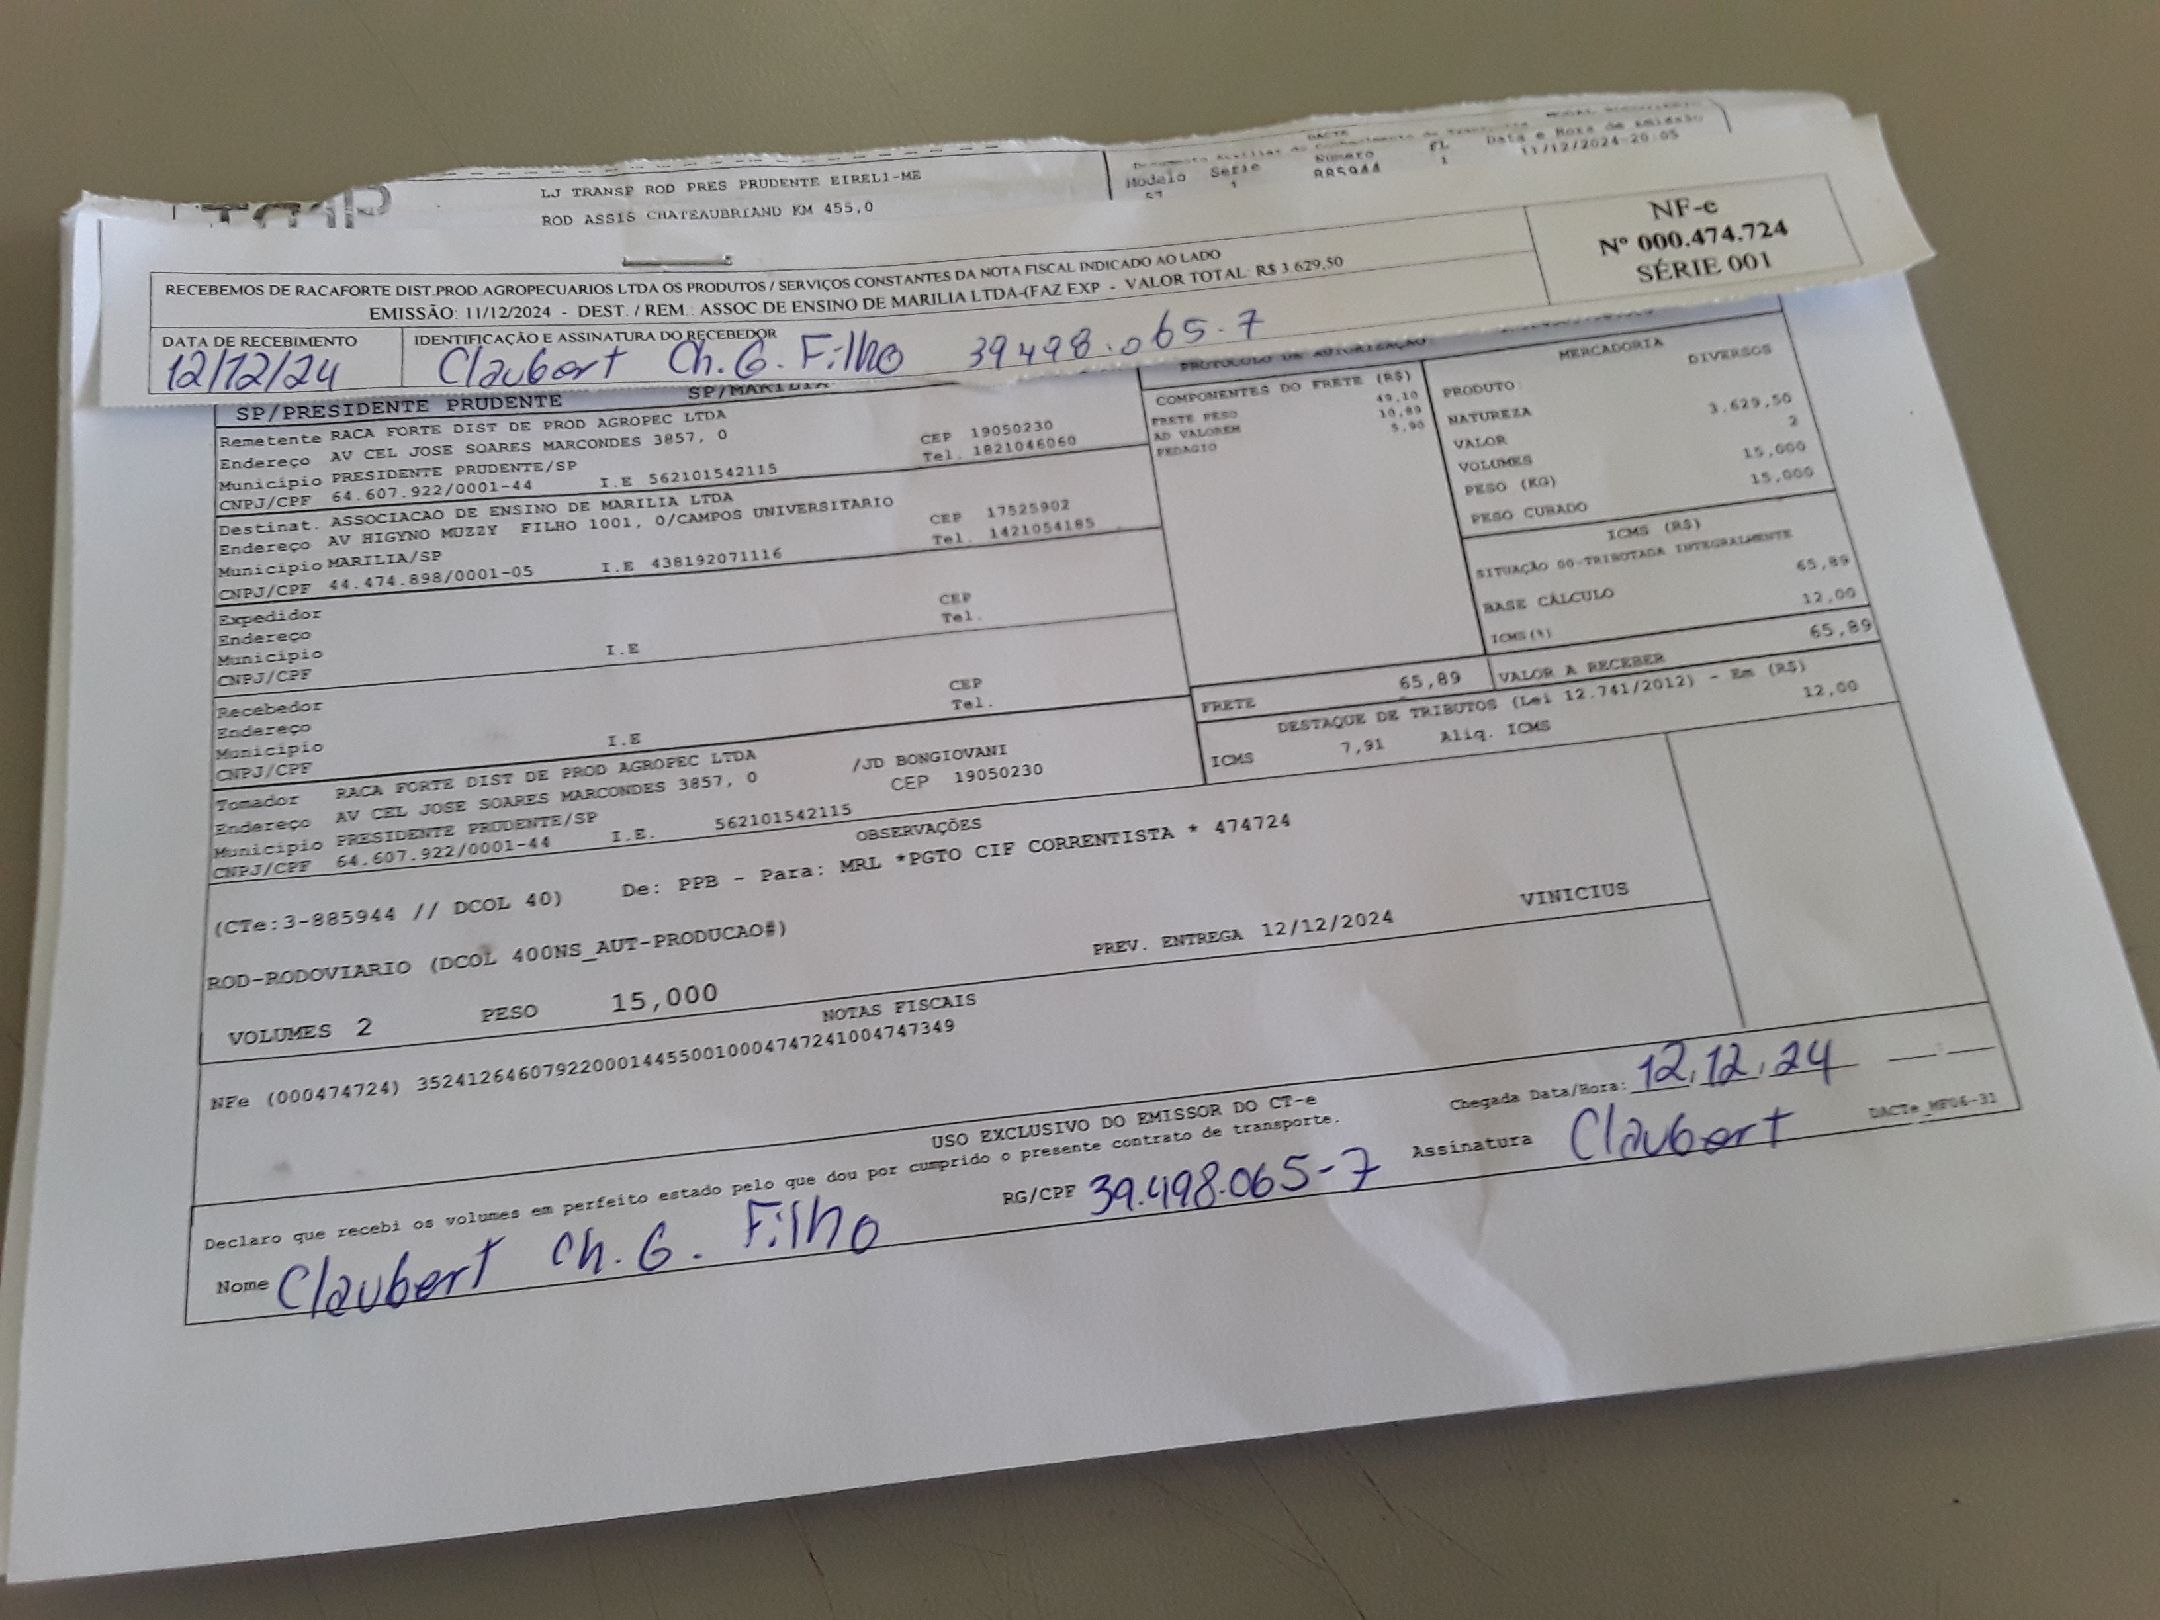 DACTE
Modelo Série Número FL Data e Hora de Emissão
57 1 885944 1 11/12/2024-20:05
LJ TRANSP ROD PRES PRUDENTE EIRELI-ME
ROD ASSIS CHATEAUBRIAND KM 455,0
NF-e
Nº 000.474.724
SÉRIE 001
RECEBEMOS DE RACAFORTE DIST.PROD.AGROPECUARIOS LTDA OS PRODUTOS / SERVIÇOS CONSTANTES DA NOTA FISCAL INDICADO AO LADO
EMISSÃO: 11/12/2024 - DEST. / REM.: ASSOC DE ENSINO DE MARILIA LTDA-(FAZ EXP - VALOR TOTAL: R$ 3.629,50
DATA DE RECEBIMENTO
12/12/24
IDENTIFICAÇÃO E ASSINATURA DO RECEBEDOR
Claubert Ch. G. Filho 39498.065-7
PROTOCOLO DE AUTORIZAÇÃO:
SP/PRESIDENTE PRUDENTE SP/MARILIA
Remetente RACA FORTE DIST DE PROD AGROPEC LTDA
Endereço AV CEL JOSE SOARES MARCONDES 3857, 0 CEP 19050230
Município PRESIDENTE PRUDENTE/SP Tel. 1821046060
CNPJ/CPF 64.607.922/0001-44 I.E 562101542115
Destinat. ASSOCIACAO DE ENSINO DE MARILIA LTDA
Endereço AV HIGYNO MUZZY FILHO 1001, 0/CAMPOS UNIVERSITARIO CEP 17525902
Município MARILIA/SP Tel. 1421054185
CNPJ/CPF 44.474.898/0001-05 I.E 438192071116
Expedidor
Endereço CEP
Município Tel.
CNPJ/CPF I.E
Recebedor
Endereço CEP
Município Tel.
CNPJ/CPF I.E
Tomador RACA FORTE DIST DE PROD AGROPEC LTDA
Endereço AV CEL JOSE SOARES MARCONDES 3857, 0 /JD BONGIOVANI
Município PRESIDENTE PRUDENTE/SP CEP 19050230
CNPJ/CPF 64.607.922/0001-44 I.E. 562101542115
COMPONENTES DO FRETE (R$)
FRETE PESO 49,10
AD VALOREM 10,89
PEDAGIO 5,90
MERCADORIA
PRODUTO DIVERSOS
NATUREZA
VALOR 3.629,50
VOLUMES 2
PESO (KG) 15,000
PESO CUBADO 15,000
ICMS (R$)
SITUAÇÃO 00-TRIBUTADA INTEGRALMENTE
BASE CÁLCULO 65,89
ICMS(%) 12,00
FRETE 65,89 VALOR A RECEBER 65,89
DESTAQUE DE TRIBUTOS (Lei 12.741/2012) - Em (R$)
ICMS 7,91 Aliq. ICMS 12,00
OBSERVAÇÕES
(CTe:3-885944 // DCOL 40) De: PPB - Para: MRL *PGTO CIF CORRENTISTA * 474724
ROD-RODOVIARIO (DCOL 400NS_AUT-PRODUCAO#)
PREV. ENTREGA 12/12/2024 VINICIUS
VOLUMES 2 PESO 15,000
NOTAS FISCAIS
NFe (000474724) 35241264607922000144550010004747241004747349
USO EXCLUSIVO DO EMISSOR DO CT-e
Declaro que recebi os volumes em perfeito estado pelo que dou por cumprido o presente contrato de transporte.
Chegada Data/Hora: 12.12.24
Nome Claubert Ch. G. Filho RG/CPF 39.498.065-7 Assinatura Claubert
DACTe_MF06-31